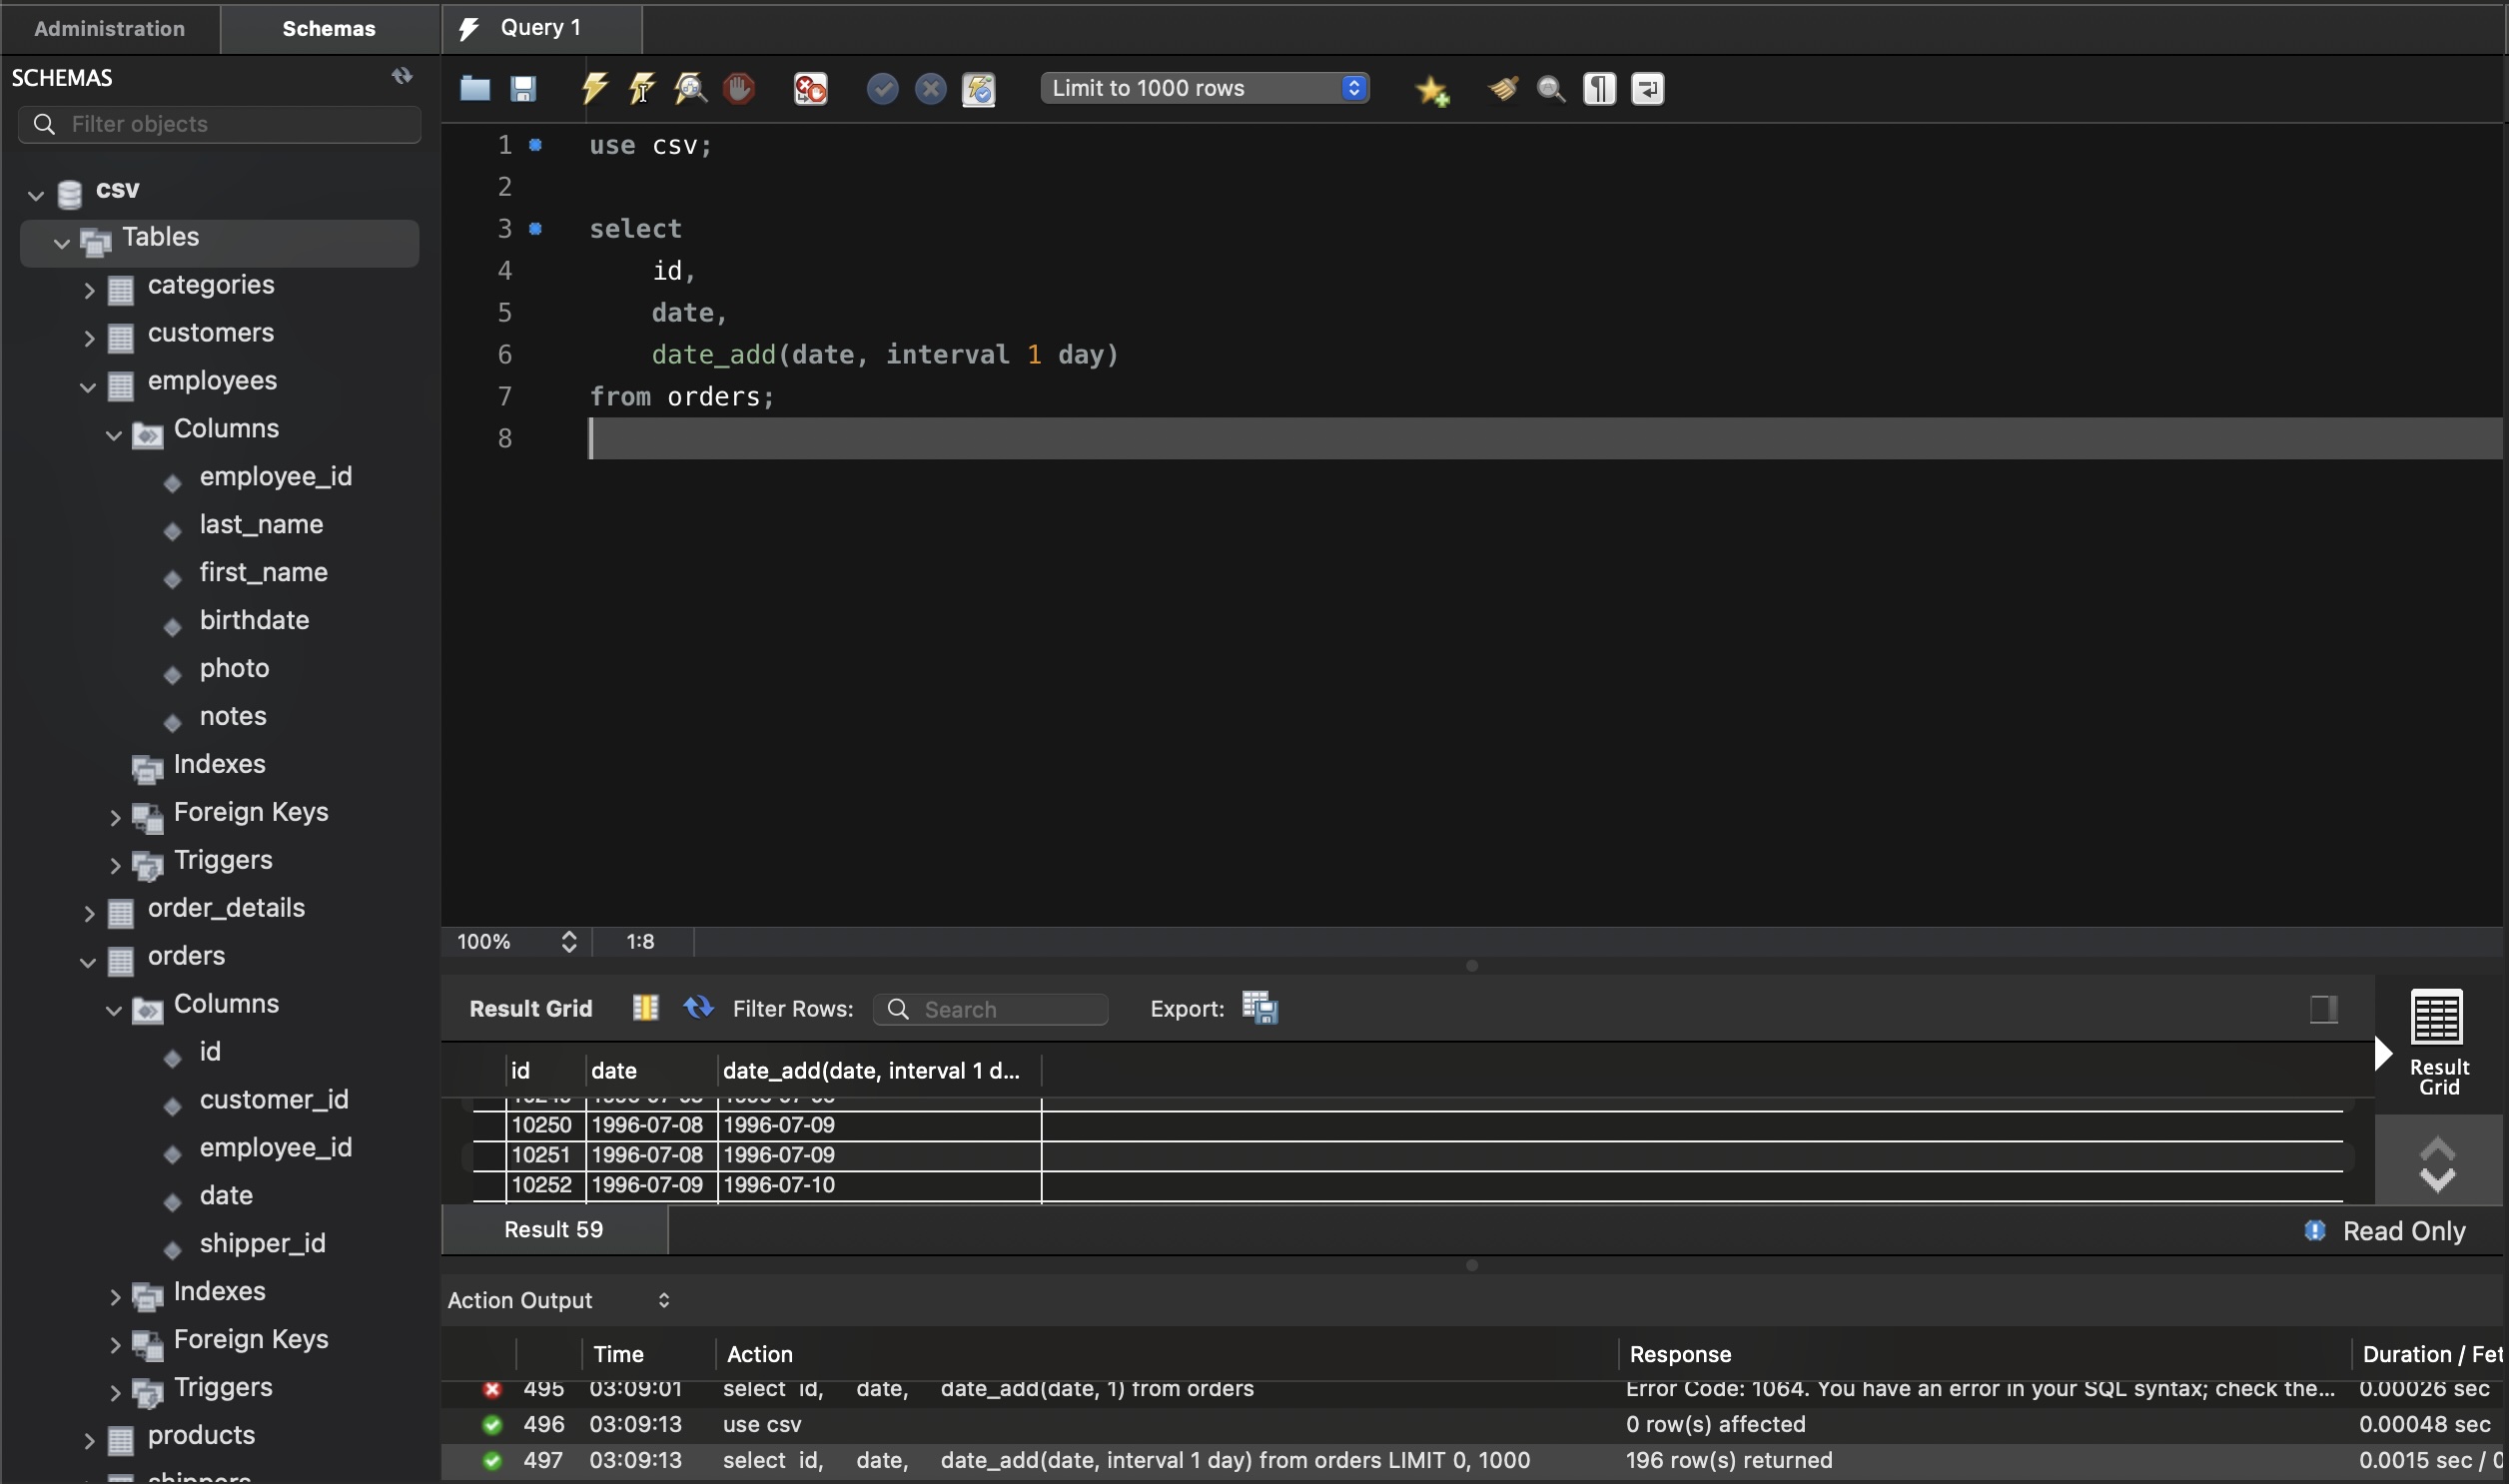 Administration
Schemas
Query 1
SCHEMAS
Filter objects
Limit to 1000 rows
csv
Tables
categories
customers
employees
Columns
employee_id
last_name
first_name
birthdate
photo
notes
Indexes
Foreign Keys
Triggers
order_details
orders
Columns
id
customer_id
employee_id
date
shipper_id
Indexes
Foreign Keys
Triggers
products
shippers
1 use csv;
2
3 select
4 id,
5 date,
6 date_add(date, interval 1 day)
7 from orders;
8
100% 1:8
Result Grid Filter Rows: Search Export:
Result
Grid
id date date_add(date, interval 1 d...
10250 1996-07-08 1996-07-09
10251 1996-07-08 1996-07-09
10252 1996-07-09 1996-07-10
Result 59
Read Only
Action Output
Time Action Response Duration / Fet
495 03:09:01 select id, date, date_add(date, 1) from orders Error Code: 1064. You have an error in your SQL syntax; check the... 0.00026 sec
496 03:09:13 use csv 0 row(s) affected 0.00048 sec
497 03:09:13 select id, date, date_add(date, interval 1 day) from orders LIMIT 0, 1000 196 row(s) returned 0.0015 sec / 0